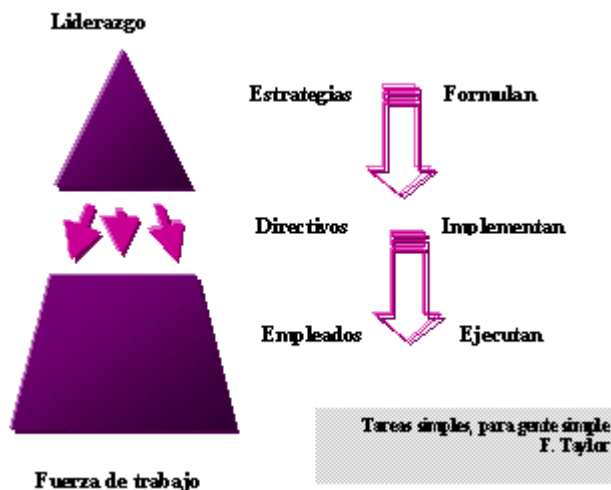 Liderazgo
Estrategias Formulan
Directivos Implementan
Empleados Ejecutan
Tareas simples, para gente simple
F. Taylor
Fuerza de trabajo